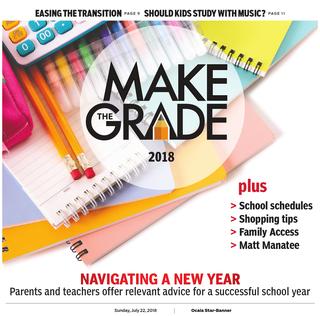 EASING THE TRANSITION PAGE 9 | SHOULD KIDS STUDY WITH MUSIC? PAGE 11
MAKE
THE
GRADE
2018
plus
> School schedules
> Shopping tips
> Family Access
> Matt Manatee
NAVIGATING A NEW YEAR
Parents and teachers offer relevant advice for a successful school year
Sunday, July 22, 2018 | Ocala Star-Banner